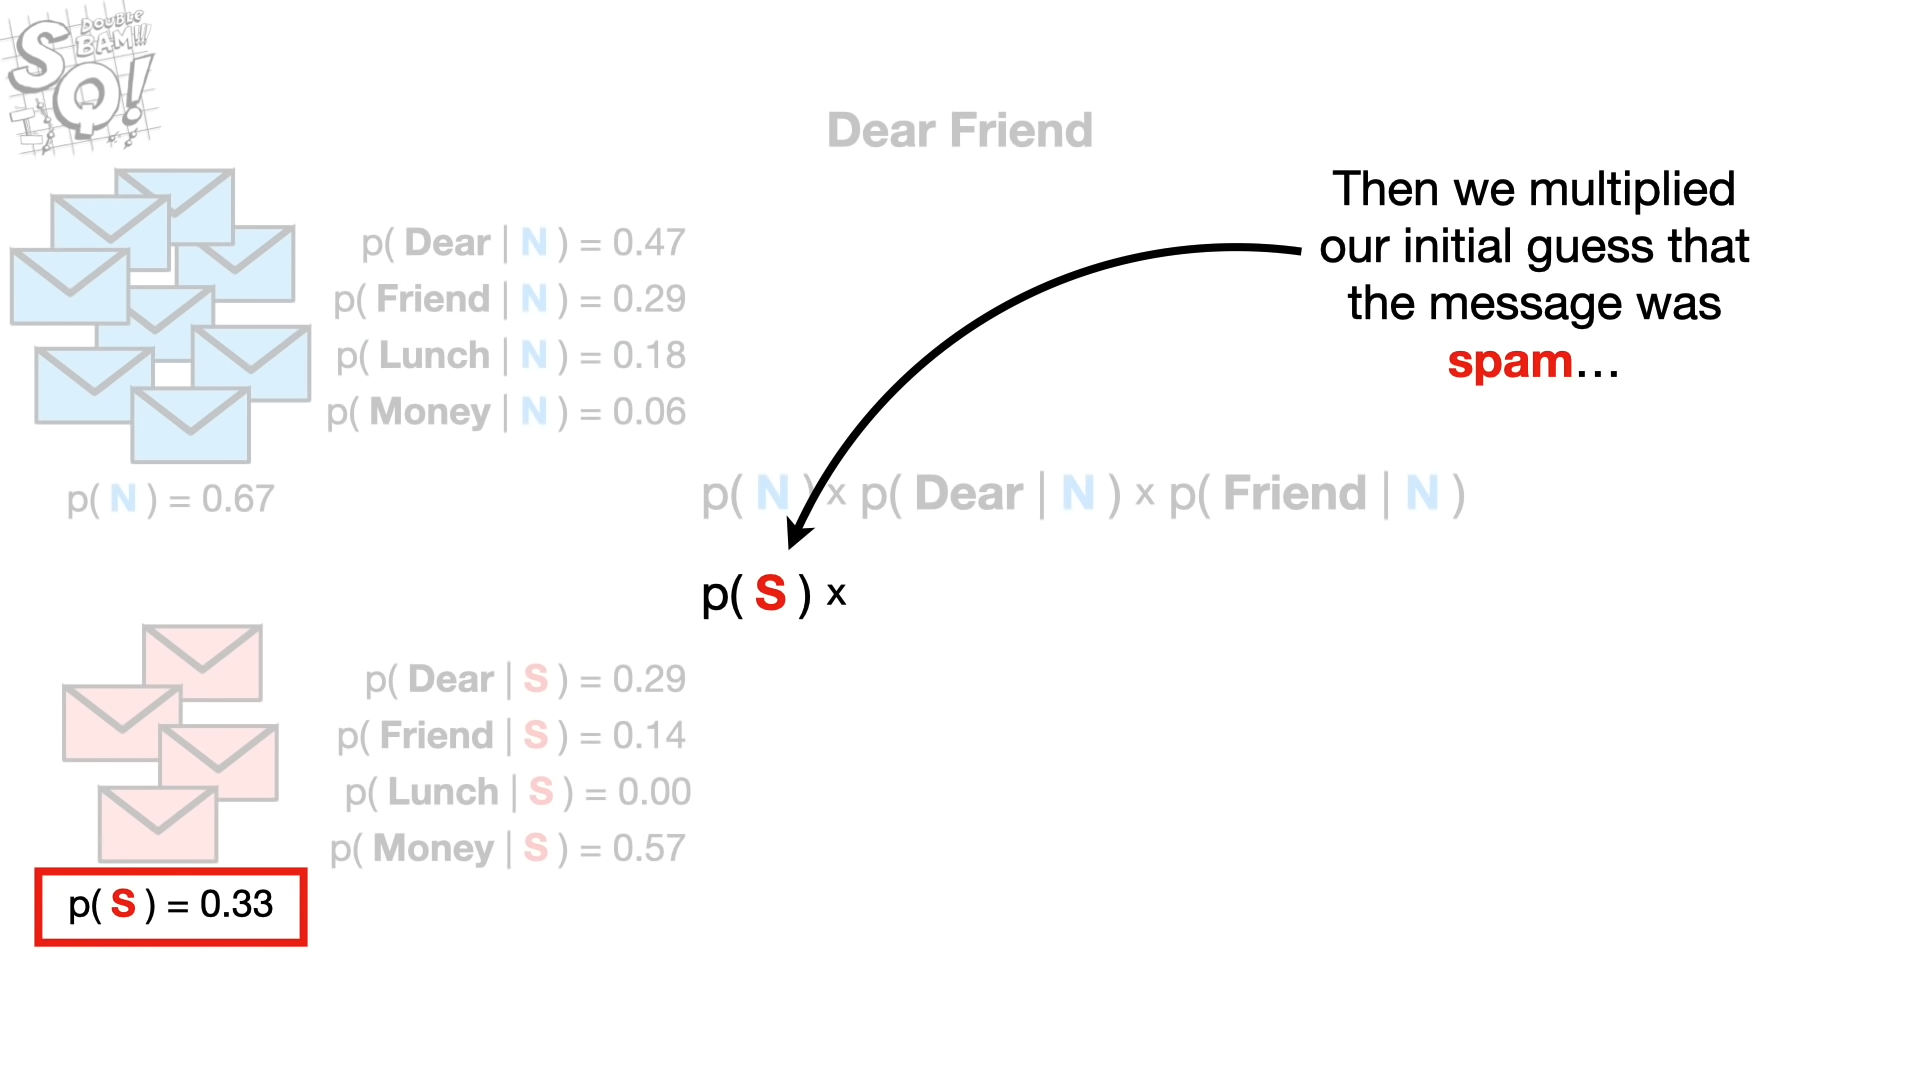 DOUBLE
BAM!!!
SQ!
Dear Friend
Then we multiplied
our initial guess that
the message was
spam...
p( Dear | N ) = 0.47
p( Friend | N ) = 0.29
p( Lunch | N ) = 0.18
p( Money | N ) = 0.06
p( N ) = 0.67
p( N ) x p( Dear | N ) x p( Friend | N )
p( S ) x
p( Dear | S ) = 0.29
p( Friend | S ) = 0.14
p( Lunch | S ) = 0.00
p( Money | S ) = 0.57
p( S ) = 0.33